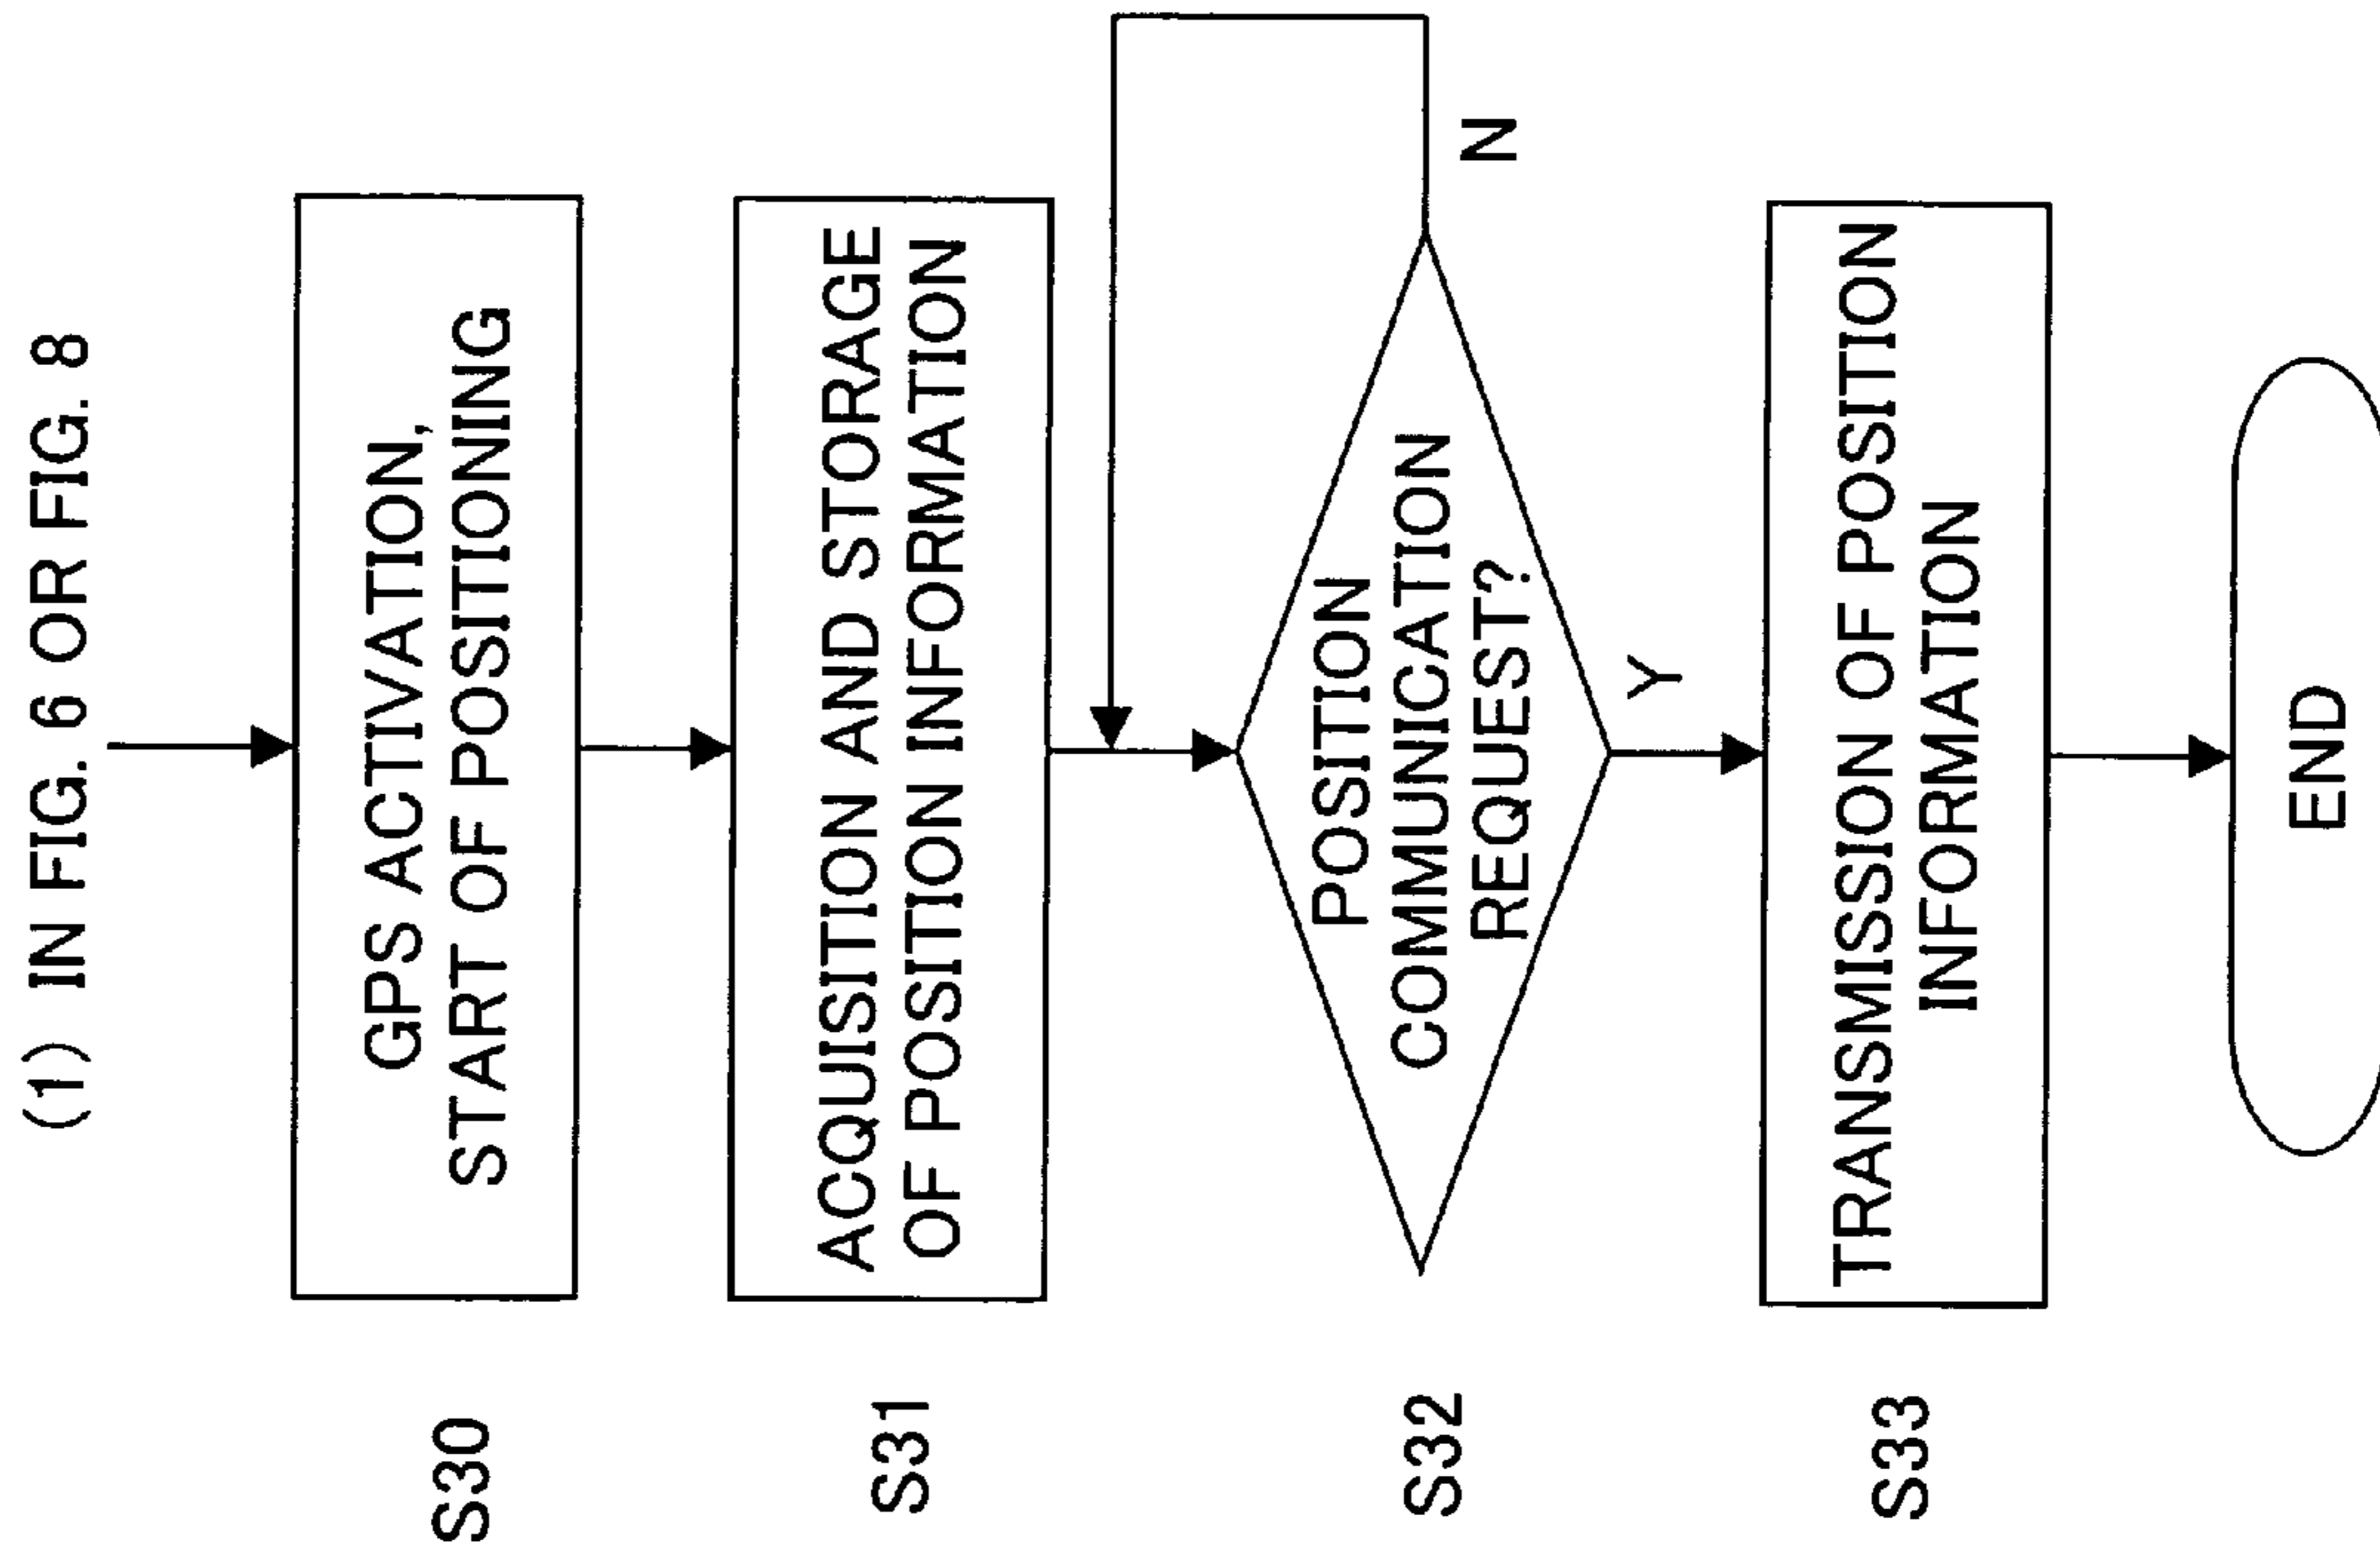 (1) IN FIG. 6 OR FIG. 8
S30
GPS ACTIVATION,
START OF POSITIONING
S31
ACQUISITION AND STORAGE
OF POSITION INFORMATION
S32
POSITION
COMMUNICATION
REQUEST?
N
Y
S33
TRANSMISSION OF POSITION
INFORMATION
END